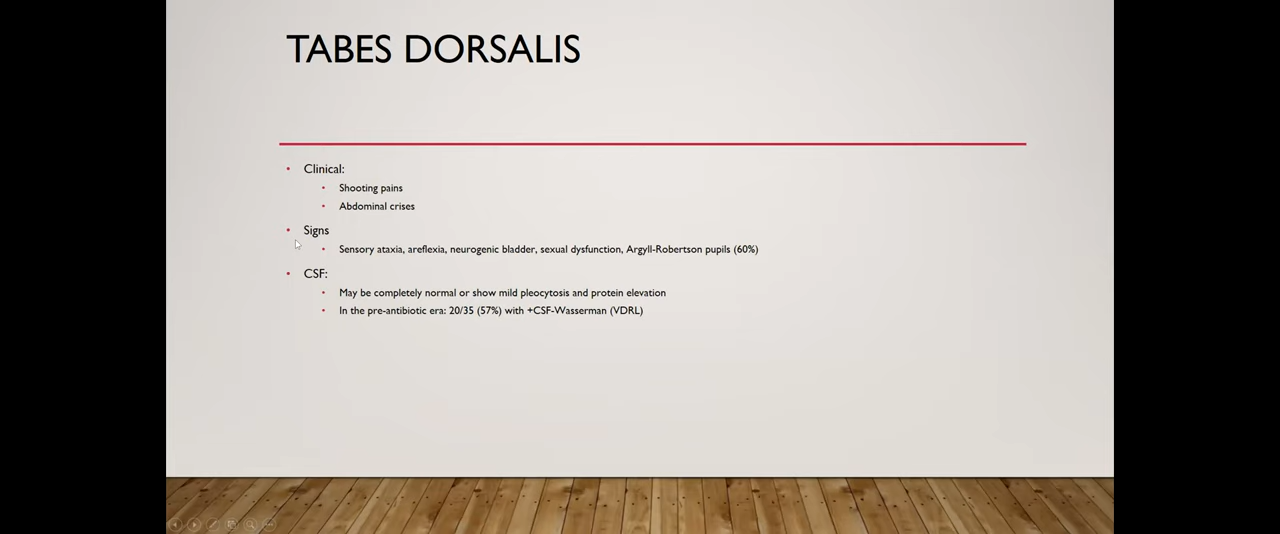 TABES DORSALIS
• Clinical:
• Shooting pains
• Abdominal crises
• Signs
• Sensory ataxia, areflexia, neurogenic bladder, sexual dysfunction, Argyll-Robertson pupils (60%)
• CSF:
• May be completely normal or show mild pleocytosis and protein elevation
• In the pre-antibiotic era: 20/35 (57%) with +CSF-Wasserman (VDRL)